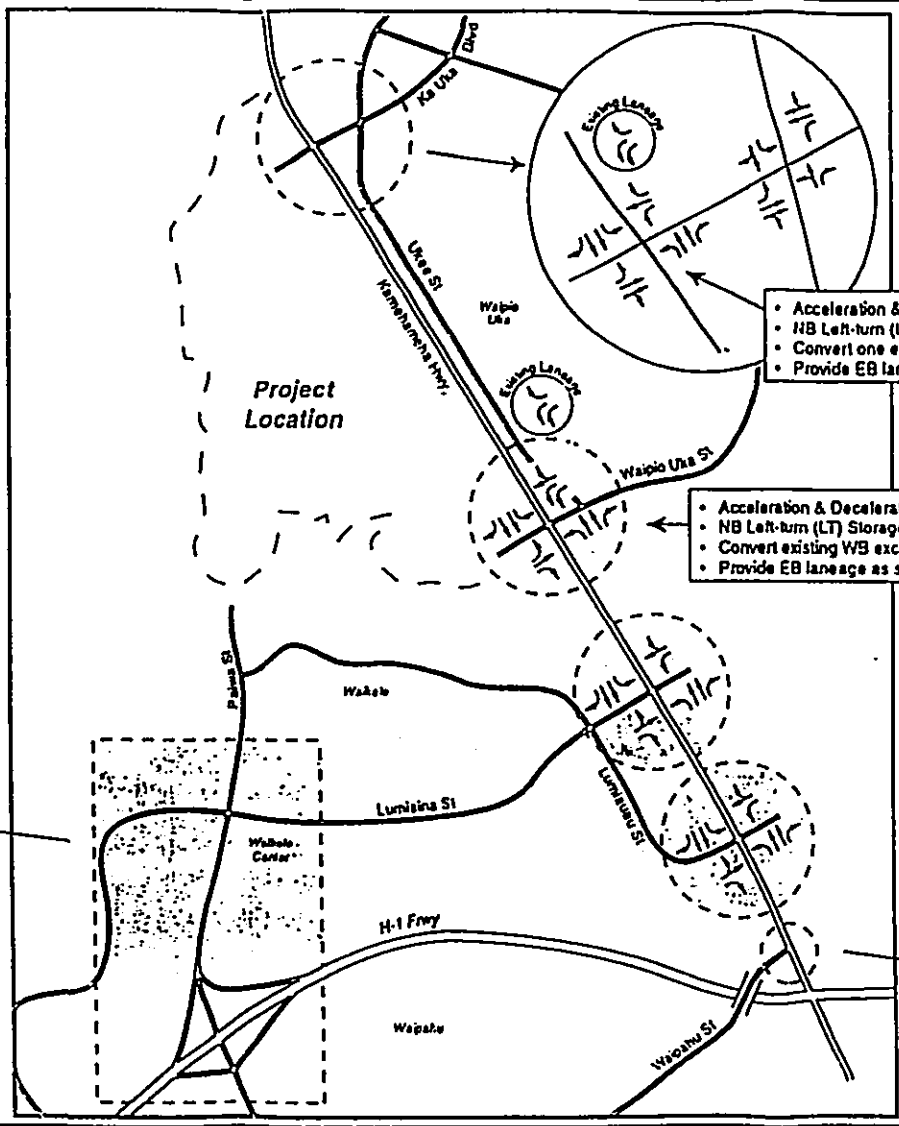 Ka Uka
Blvd
Existing Laneage
Ukee St
Kamehameha Hwy.
Waipio
Uka
• Acceleration &
• NB Left-turn (L
• Convert one e
• Provide EB lan
Project
Location
Existing Laneage
Waipio Uka St
• Acceleration & Decelera
• NB Left-turn (LT) Storag
• Convert existing WB exc
• Provide EB laneage as s
Paiwa St
Waikele
Lumiaina St
Lumiauau St
Waikele
Center
H-1 Frwy
Waipahu
Waipahu St